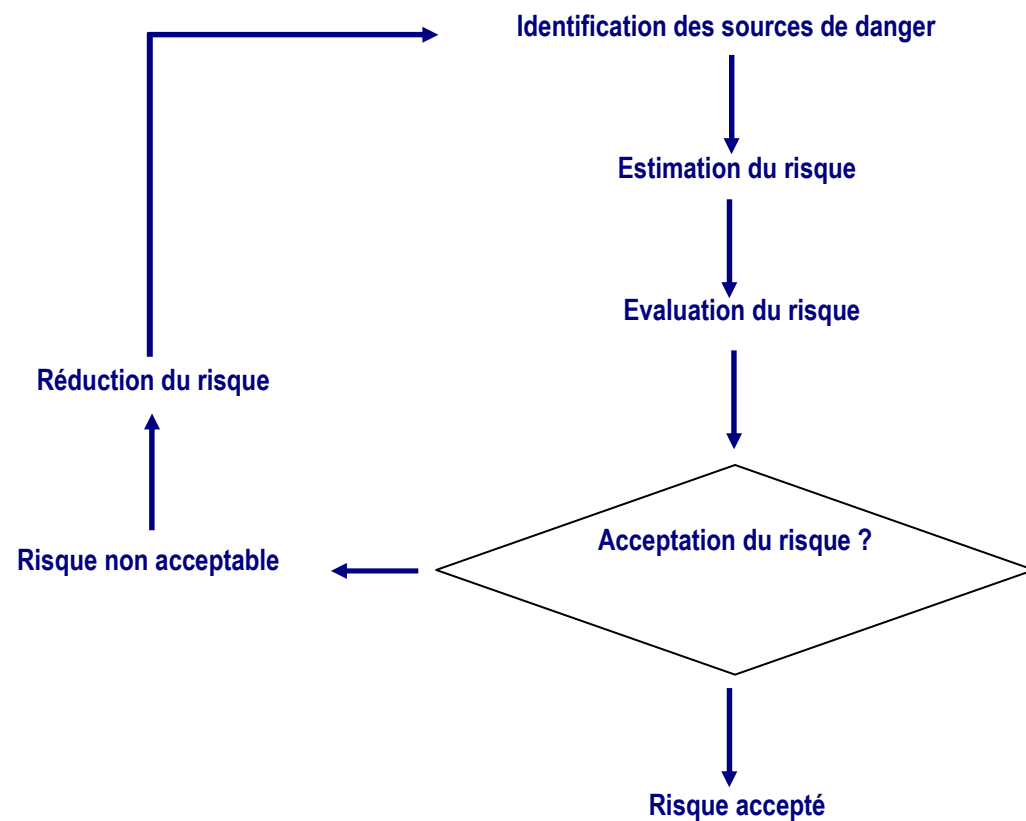 Identification des sources de danger
Estimation du risque
Evaluation du risque
Réduction du risque
Acceptation du risque ?
Risque non acceptable
Risque accepté